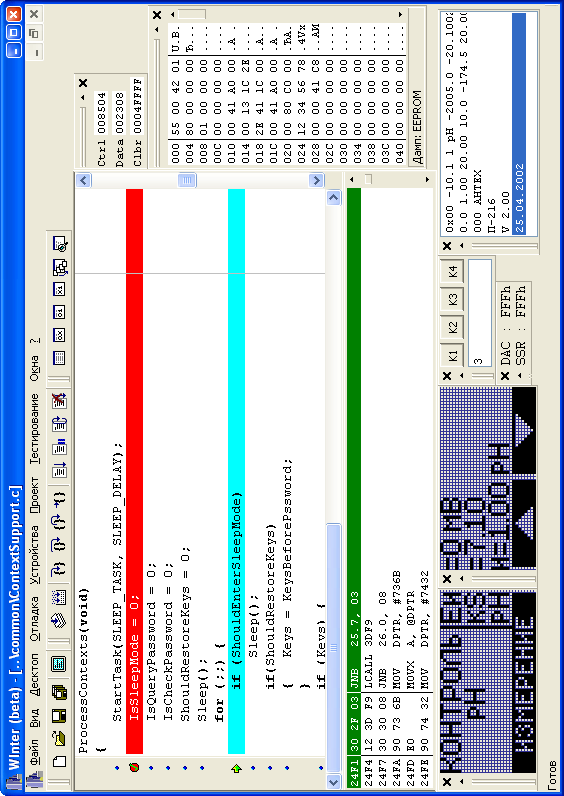 Winter (beta) - [..\common\ContextSupport.c]
Файл Вид Десктоп Отладка Устройства Проект Тестирование Окна ?
ProcessContexts(void)
{
StartTask(SLEEP_TASK, SLEEP_DELAY);
IsSleepMode = 0;
IsQueryPassword = 0;
IsCheckPassword = 0;
ShouldRestoreKeys = 0;
Sleep();
for (;;) {
if (ShouldEnterSleepMode)
Sleep();
if(ShouldRestoreKeys)
{ Keys = KeysBeforePssword;
if (Keys) {
Ctrl 008504
Data 002308
Clbr 0004FFFF
000 55 00 42 01 U.B.
004 80 00 00 00 Ђ...
008 01 00 00 00 ....
00C 00 00 00 00 ....
010 00 41 A0 00 .A .
014 00 13 1C 2E ....
018 2E 41 1C 00 .A..
01C 00 41 A0 00 .A .
020 00 80 C0 00 .ЂА.
024 12 34 56 78 .4Vx
028 00 00 41 C8 ..АИ
02C 00 00 00 00 ....
030 00 00 00 00 ....
034 00 00 00 00 ....
038 00 00 00 00 ....
03C 00 00 00 00 ....
040 00 00 00 00 ....
Дамп: EEPROM
24F1 30 2F 03 JNB 25.7, 03
24F4 12 3D F9 LCALL 3DF9
24F7 30 30 08 JNB 26.0, 08
24FA 90 73 6B MOV DPTR, #736B
24FD E0 MOVX A, @DPTR
24FE 90 74 32 MOV DPTR, #7432
КОНТРОЛЬ
PH KS PH
ИЗМЕРЕНИЕ
=0 МВ
=7.10
=1.00 PH
K1 K2 K3 K4
3
DAC : FFFh
SSR : FFFh
0x00 -10.1 1 pH -2005.0 -20.1002
0.0 1.00 20.00 10.0 -174.5 20.00
000 АНТЕХ
П-216
V 2.00
25.04.2002
Готов